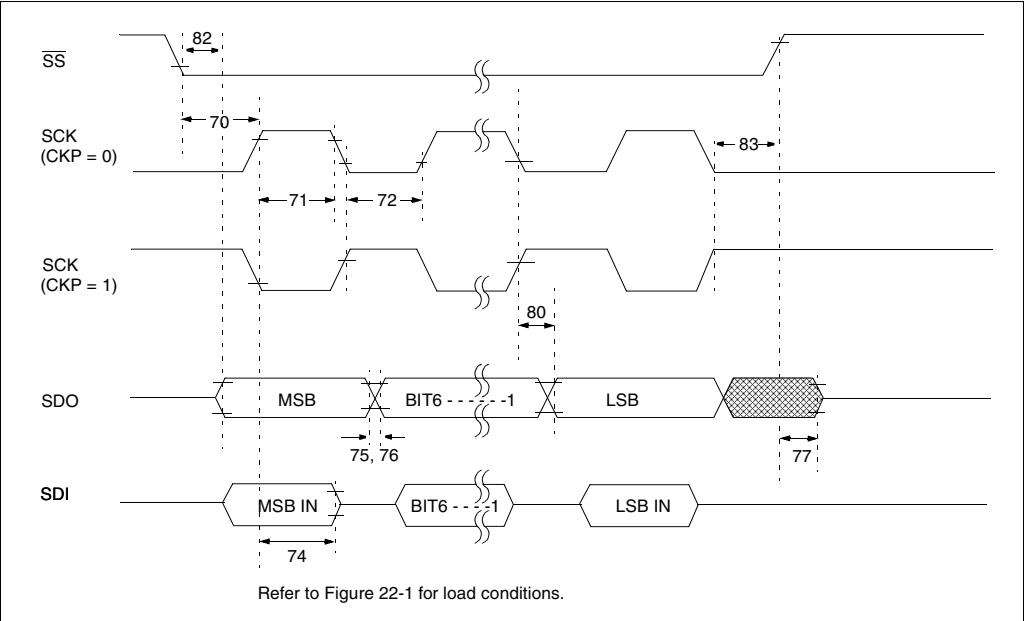 SS
82
70
SCK
(CKP = 0)
83
71
72
SCK
(CKP = 1)
80
SDO
MSB
BIT6 - - - - - -1
LSB
75, 76
77
SDI
MSB IN
BIT6 - - - -1
LSB IN
74
Refer to Figure 22-1 for load conditions.